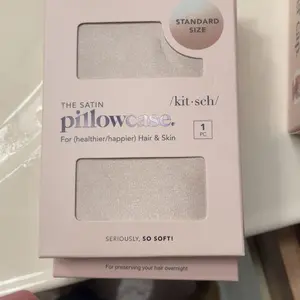 STANDARD
SIZE
THE SATIN
/kit•sch/
pillowcase.
For (healthier/happier) Hair & Skin
1
PC.
SERIOUSLY, SO SOFT!
For preserving your hair overnight